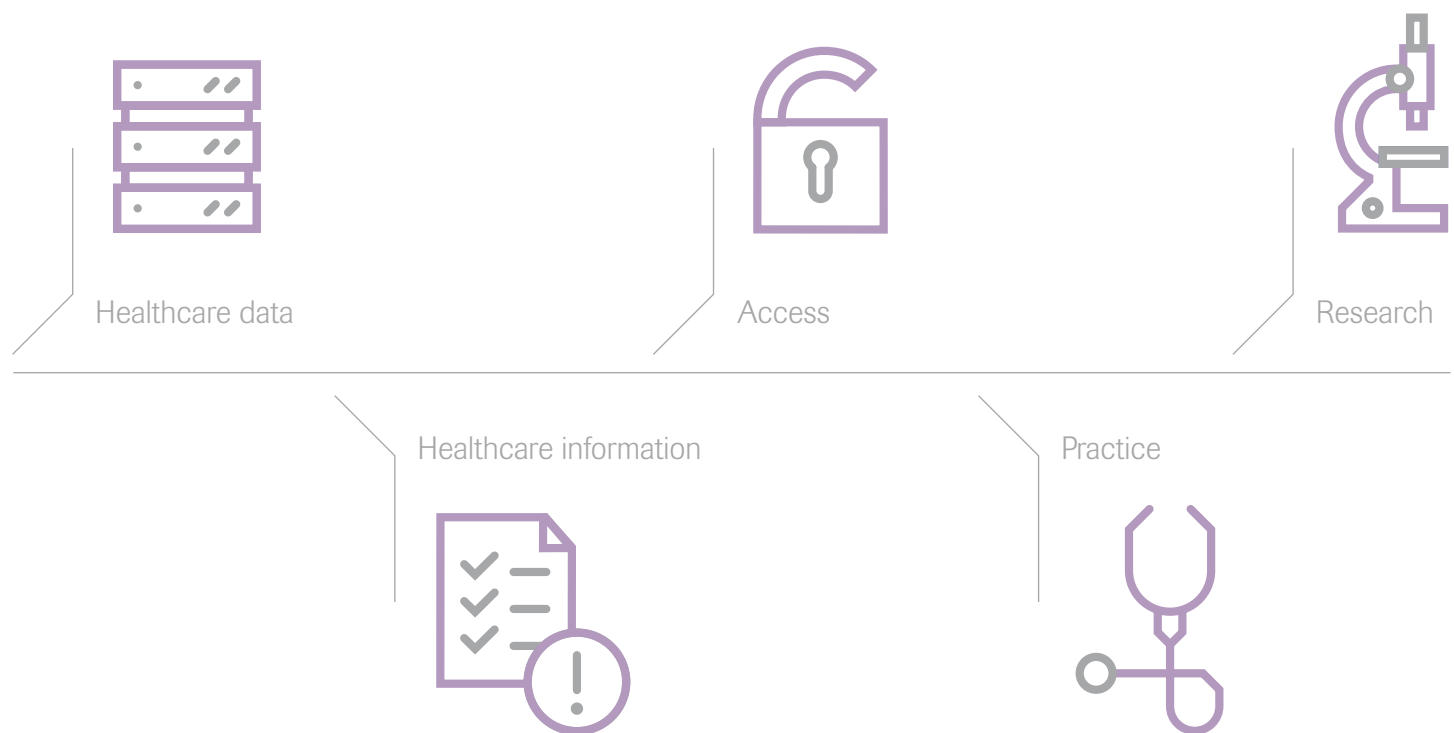 Healthcare data
Access
Research
Healthcare information
Practice